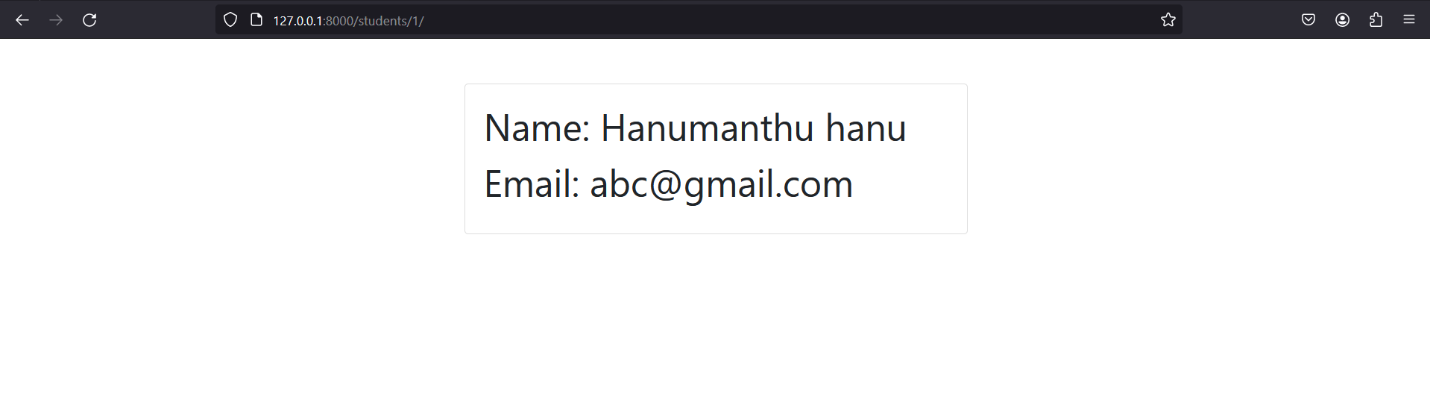 127.0.0.1:8000/students/1/
Name: Hanumanthu hanu
Email: abc@gmail.com